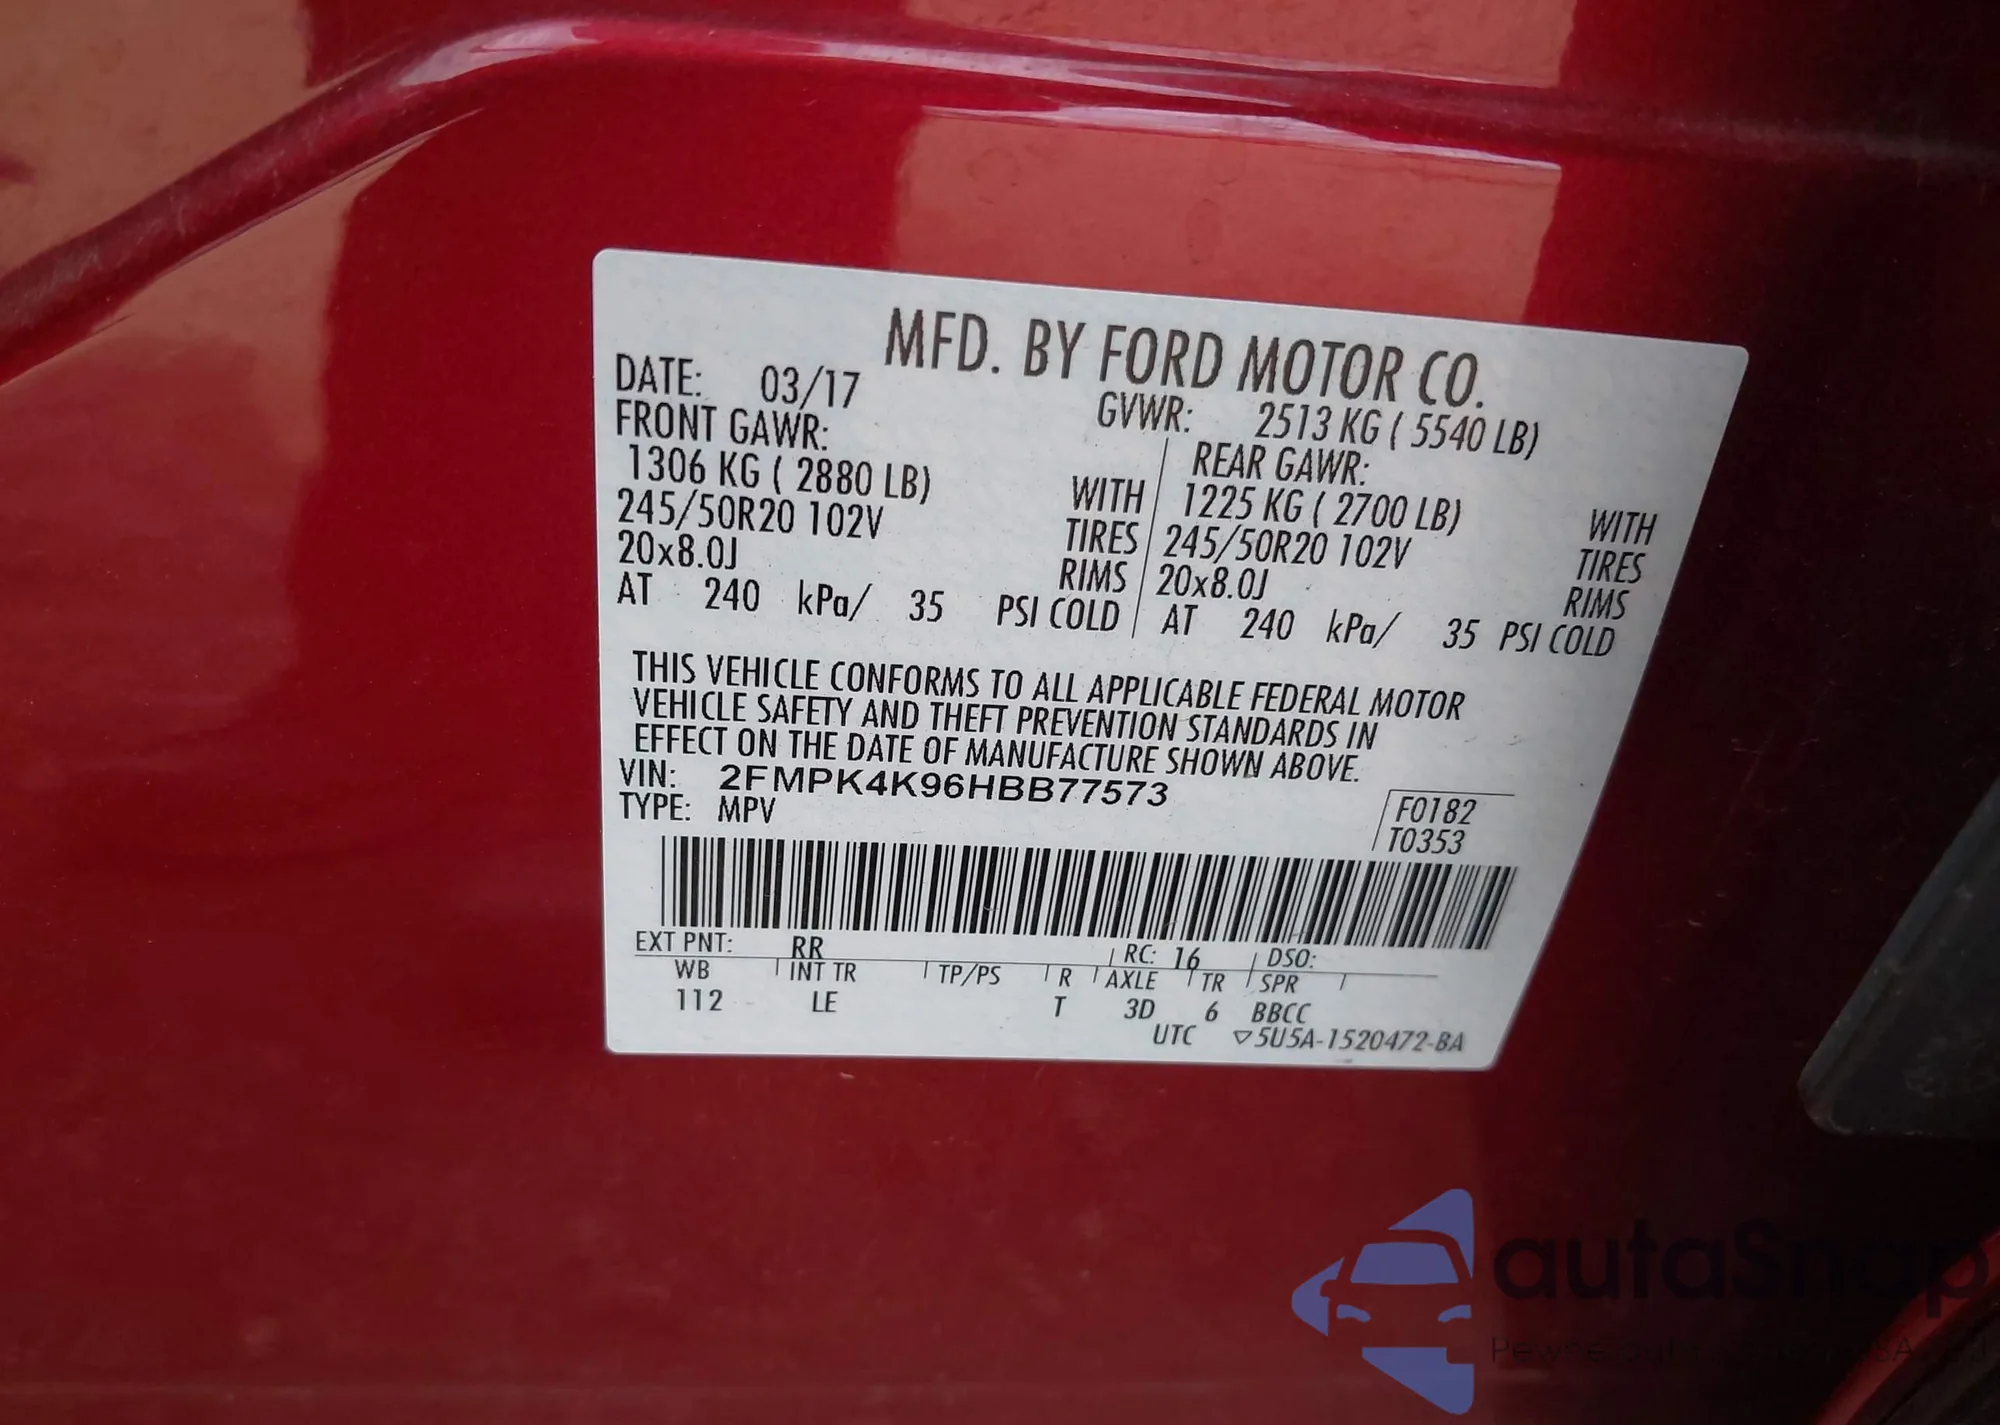 MFD. BY FORD MOTOR CO.
DATE: 03/17
GVWR: 2513 KG ( 5540 LB)
FRONT GAWR:
REAR GAWR:
1306 KG ( 2880 LB) WITH
1225 KG ( 2700 LB) WITH
245/50R20 102V TIRES
245/50R20 102V TIRES
20x8.0J RIMS
20x8.0J RIMS
AT 240 kPa/ 35 PSI COLD
AT 240 kPa/ 35 PSI COLD
THIS VEHICLE CONFORMS TO ALL APPLICABLE FEDERAL MOTOR
VEHICLE SAFETY AND THEFT PREVENTION STANDARDS IN
EFFECT ON THE DATE OF MANUFACTURE SHOWN ABOVE.
VIN: 2FMPK4K96HBB77573
TYPE: MPV
F0182
T0353
EXT PNT: RR RC: 16 DSO:
WB INT TR TP/PS R AXLE TR SPR
112 LE T 3D 6 BBCC
UTC ▽5U5A-1520472-BA
autaSnap